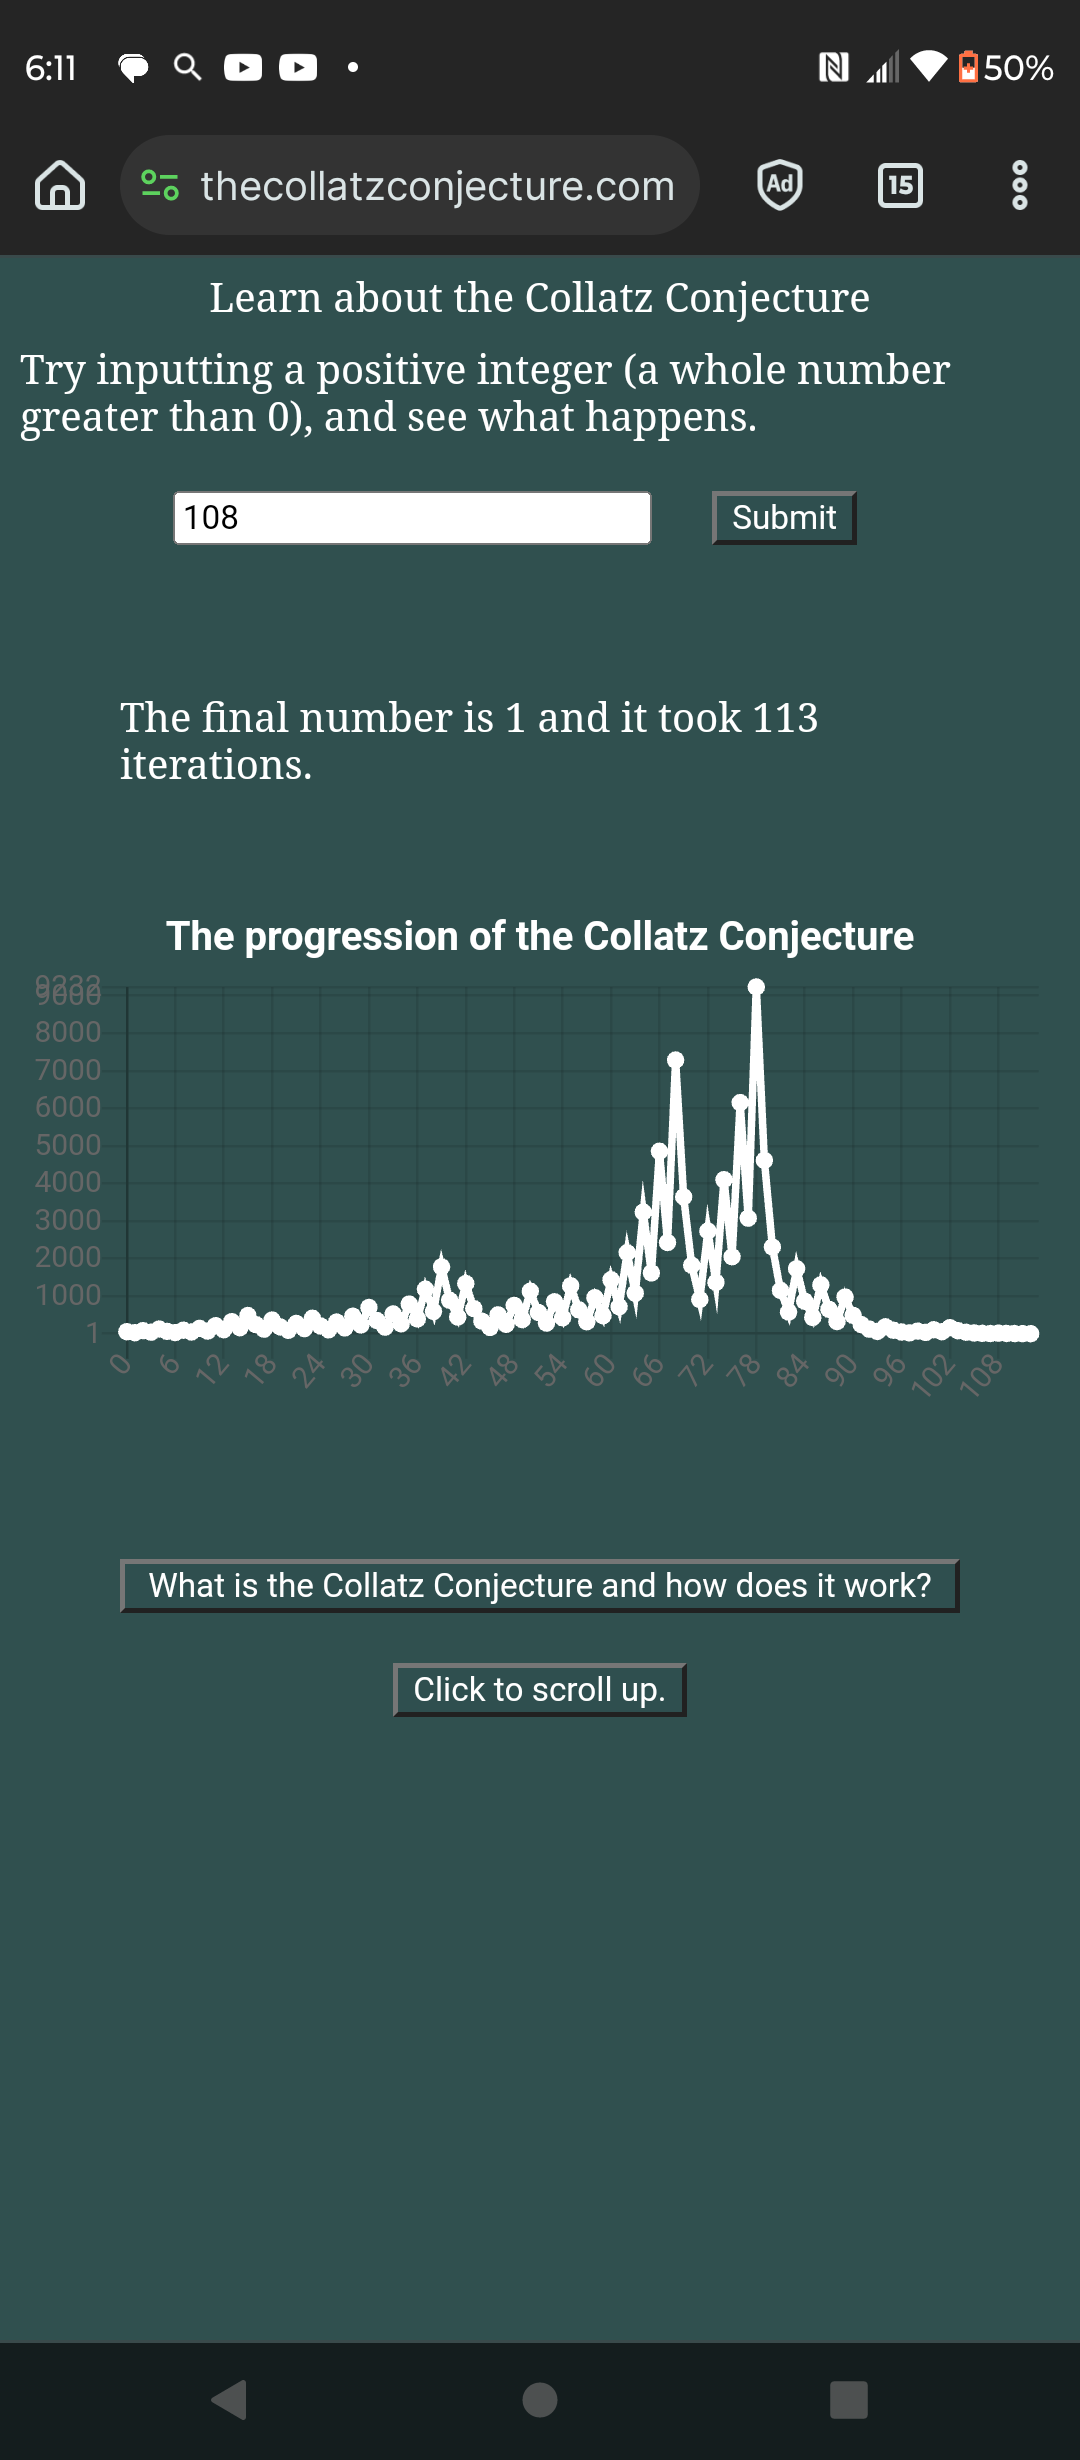 6:11
50%
thecollatzconjecture.com
Ad
15
Learn about the Collatz Conjecture
Try inputting a positive integer (a whole number
greater than 0), and see what happens.
108
Submit
The final number is 1 and it took 113
iterations.
The progression of the Collatz Conjecture
9232
9000
8000
7000
6000
5000
4000
3000
2000
1000
1
0 6 12 18 24 30 36 42 48 54 60 66 72 78 84 90 96 102 108
What is the Collatz Conjecture and how does it work?
Click to scroll up.